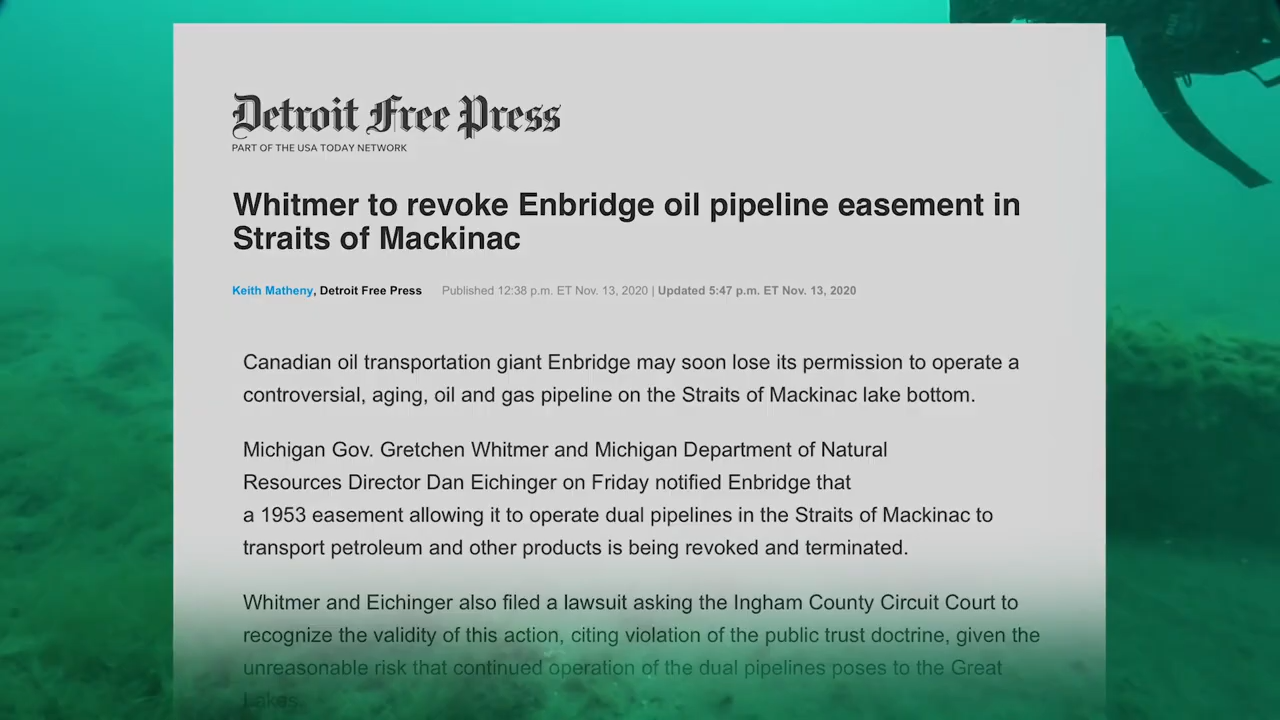 Detroit Free Press
PART OF THE USA TODAY NETWORK
Whitmer to revoke Enbridge oil pipeline easement in
Straits of Mackinac
Keith Matheny, Detroit Free Press Published 12:38 p.m. ET Nov. 13, 2020 | Updated 5:47 p.m. ET Nov. 13, 2020
Canadian oil transportation giant Enbridge may soon lose its permission to operate a
controversial, aging, oil and gas pipeline on the Straits of Mackinac lake bottom.
Michigan Gov. Gretchen Whitmer and Michigan Department of Natural
Resources Director Dan Eichinger on Friday notified Enbridge that
a 1953 easement allowing it to operate dual pipelines in the Straits of Mackinac to
transport petroleum and other products is being revoked and terminated.
Whitmer and Eichinger also filed a lawsuit asking the Ingham County Circuit Court to
recognize the validity of this action, citing violation of the public trust doctrine, given the
unreasonable risk that continued operation of the dual pipelines poses to the Great
Lakes.